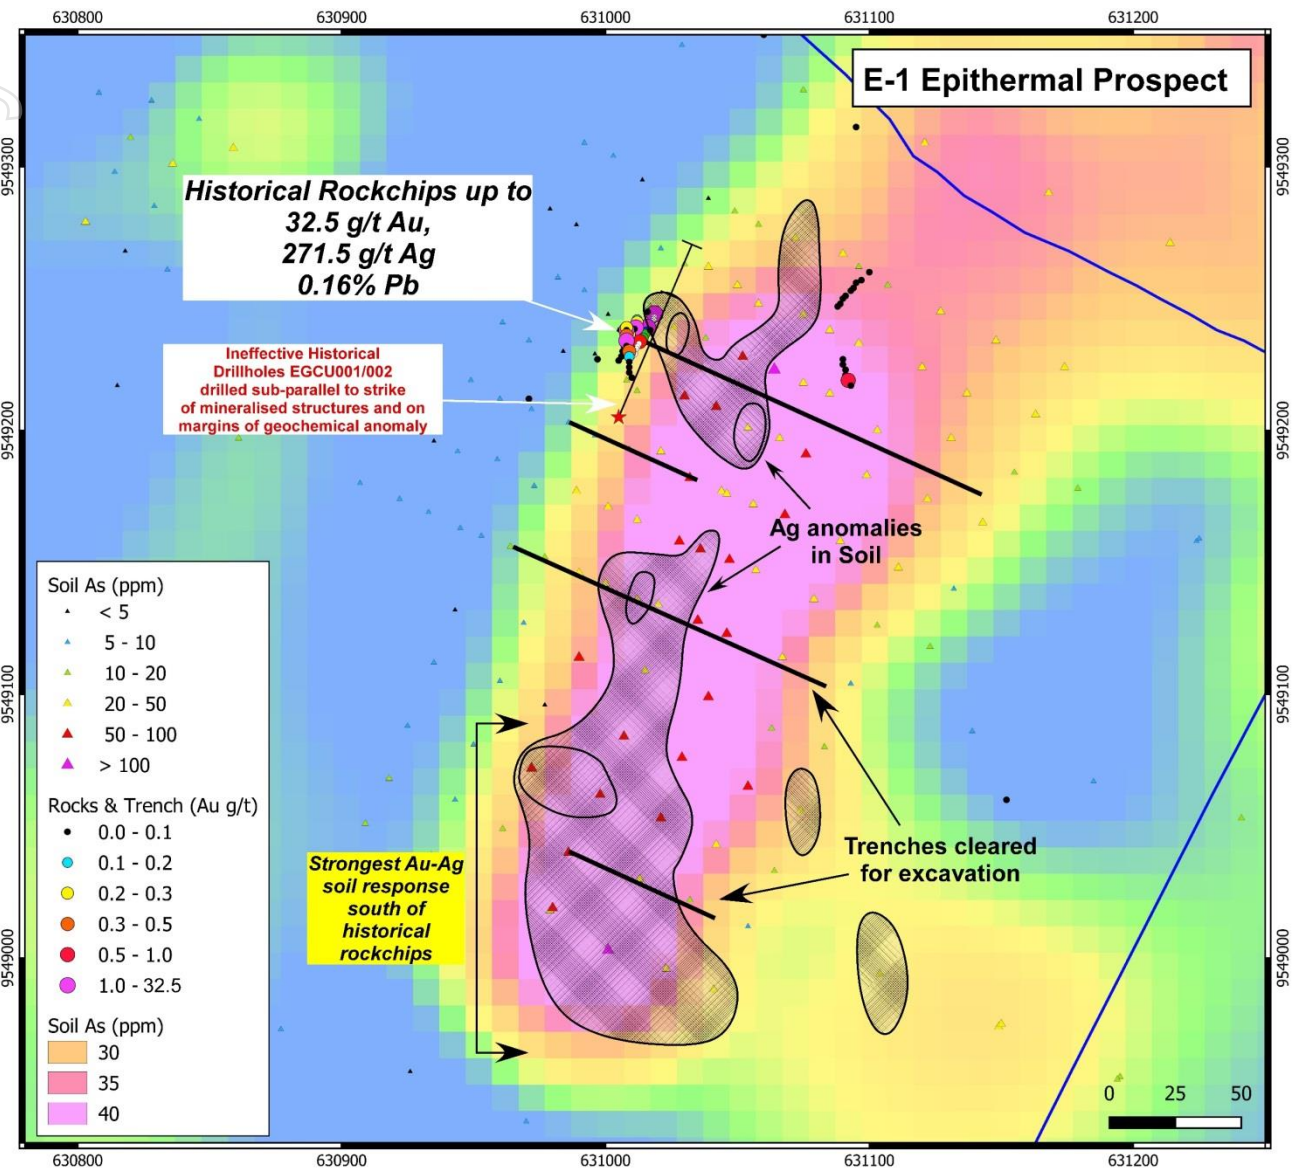 630800
630900
631000
631100
631200
E-1 Epithermal Prospect
9549300
9549300
Historical Rockchips up to
32.5 g/t Au,
271.5 g/t Ag
0.16% Pb
Ineffective Historical
Drillholes EGCU001/002
drilled sub-parallel to strike
of mineralised structures and on
margins of geochemical anomaly
9549200
9549200
Ag anomalies
in Soil
Soil As (ppm)
< 5
5 - 10
10 - 20
20 - 50
50 - 100
> 100
Rocks & Trench (Au g/t)
0.0 - 0.1
0.1 - 0.2
0.2 - 0.3
0.3 - 0.5
0.5 - 1.0
1.0 - 32.5
Soil As (ppm)
30
35
40
9549100
9549100
Trenches cleared
for excavation
Strongest Au-Ag
soil response
south of
historical
rockchips
9549000
9549000
0
25
50
630800
630900
631000
631100
631200